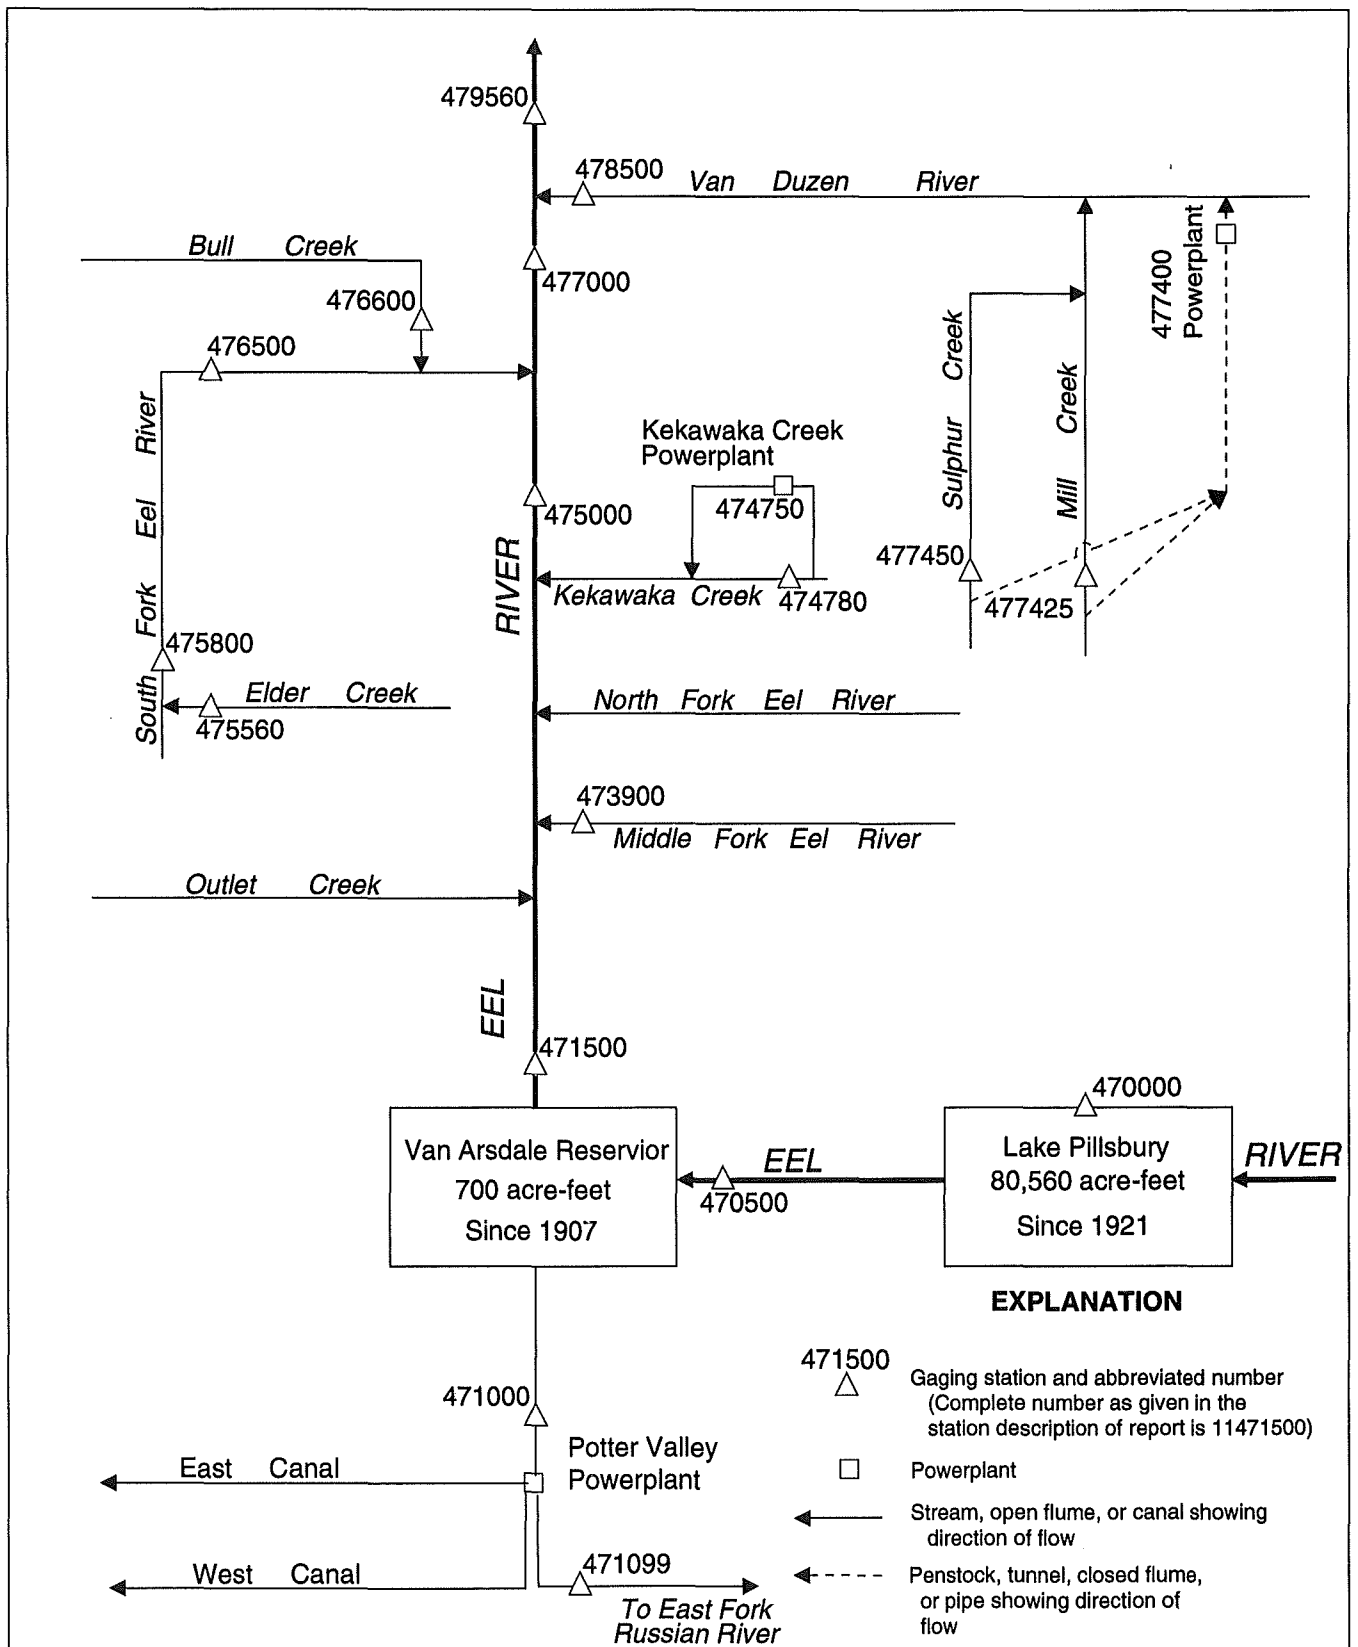 479560
478500
Van Duzen River
Bull Creek
477000
476600
476500
477400
Powerplant
Sulphur Creek
Mill Creek
South Fork Eel River
Kekawaka Creek
Powerplant
474750
475000
477450
RIVER
Kekawaka Creek
474780
477425
475800
Elder Creek
475560
North Fork Eel River
473900
Middle Fork Eel River
Outlet Creek
EEL
471500
470000
Van Arsdale Reservior
700 acre-feet
Since 1907
EEL
470500
Lake Pillsbury
80,560 acre-feet
Since 1921
RIVER
EXPLANATION
471500
Gaging station and abbreviated number
(Complete number as given in the
station description of report is 11471500)
471000
Potter Valley
Powerplant
East Canal
Powerplant
Stream, open flume, or canal showing
direction of flow
West Canal
471099
To East Fork
Russian River
Penstock, tunnel, closed flume,
or pipe showing direction of
flow